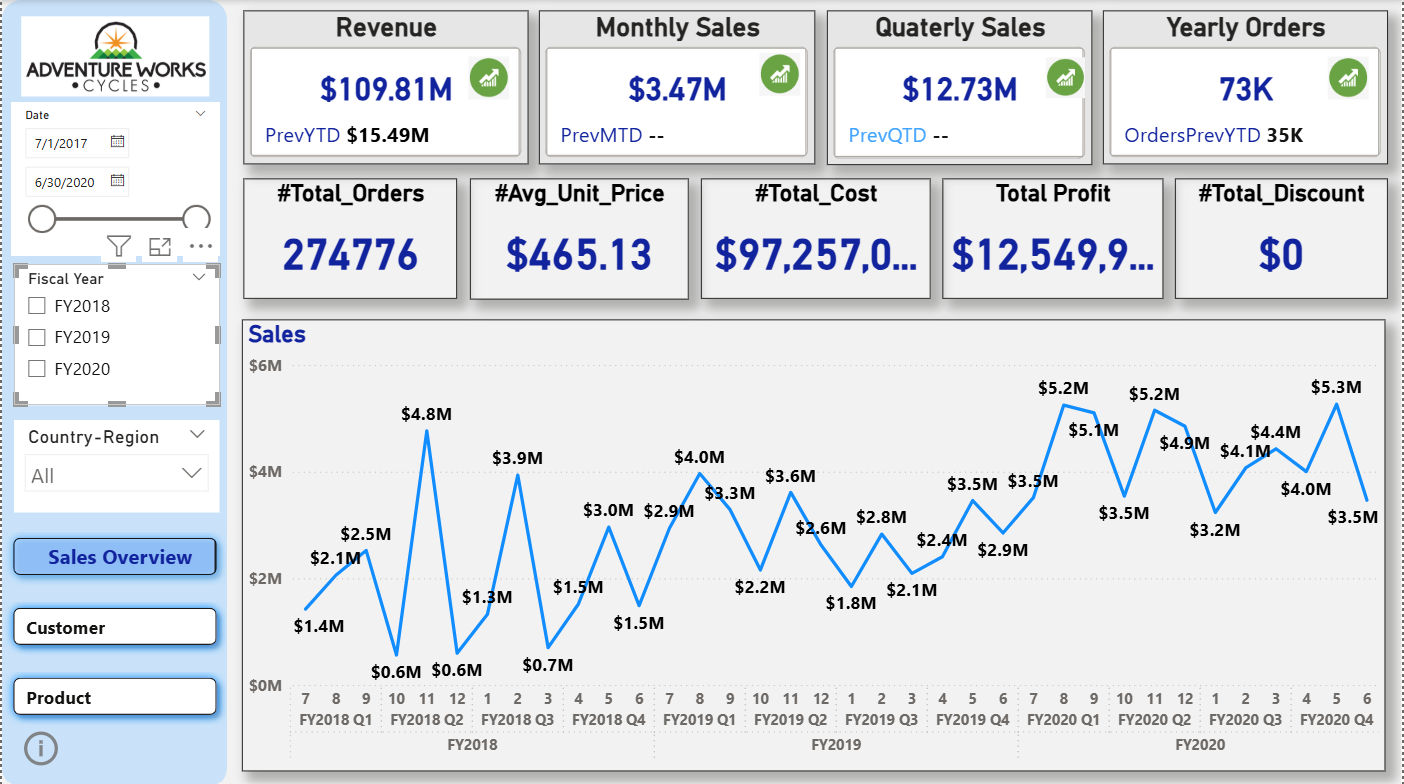 ADVENTURE WORKS
•CYCLES•
Date
7/1/2017
6/30/2020
Fiscal Year
FY2018
FY2019
FY2020
Country-Region
All
Sales Overview
Customer
Product
Revenue
$109.81M
PrevYTD $15.49M
Monthly Sales
$3.47M
PrevMTD --
Quaterly Sales
$12.73M
PrevQTD --
Yearly Orders
73K
OrdersPrevYTD 35K
#Total_Orders
274776
#Avg_Unit_Price
$465.13
#Total_Cost
$97,257,0...
Total Profit
$12,549,9...
#Total_Discount
$0
Sales
$6M
$4M
$2M
$0M
$1.4M
$2.1M
$2.5M
$0.6M
$4.8M
$0.6M
$1.3M
$3.9M
$0.7M
$1.5M
$3.0M
$1.5M
$2.9M
$4.0M
$3.3M
$2.2M
$3.6M
$2.6M
$1.8M
$2.8M
$2.1M
$2.4M
$3.5M
$2.9M
$3.5M
$5.2M
$5.1M
$3.5M
$5.2M
$4.9M
$3.2M
$4.1M
$4.4M
$4.0M
$5.3M
$3.5M
7 8 9 10 11 12 1 2 3 4 5 6 7 8 9 10 11 12 1 2 3 4 5 6 7 8 9 10 11 12 1 2 3 4 5 6
FY2018 Q1 FY2018 Q2 FY2018 Q3 FY2018 Q4 FY2019 Q1 FY2019 Q2 FY2019 Q3 FY2019 Q4 FY2020 Q1 FY2020 Q2 FY2020 Q3 FY2020 Q4
FY2018 FY2019 FY2020